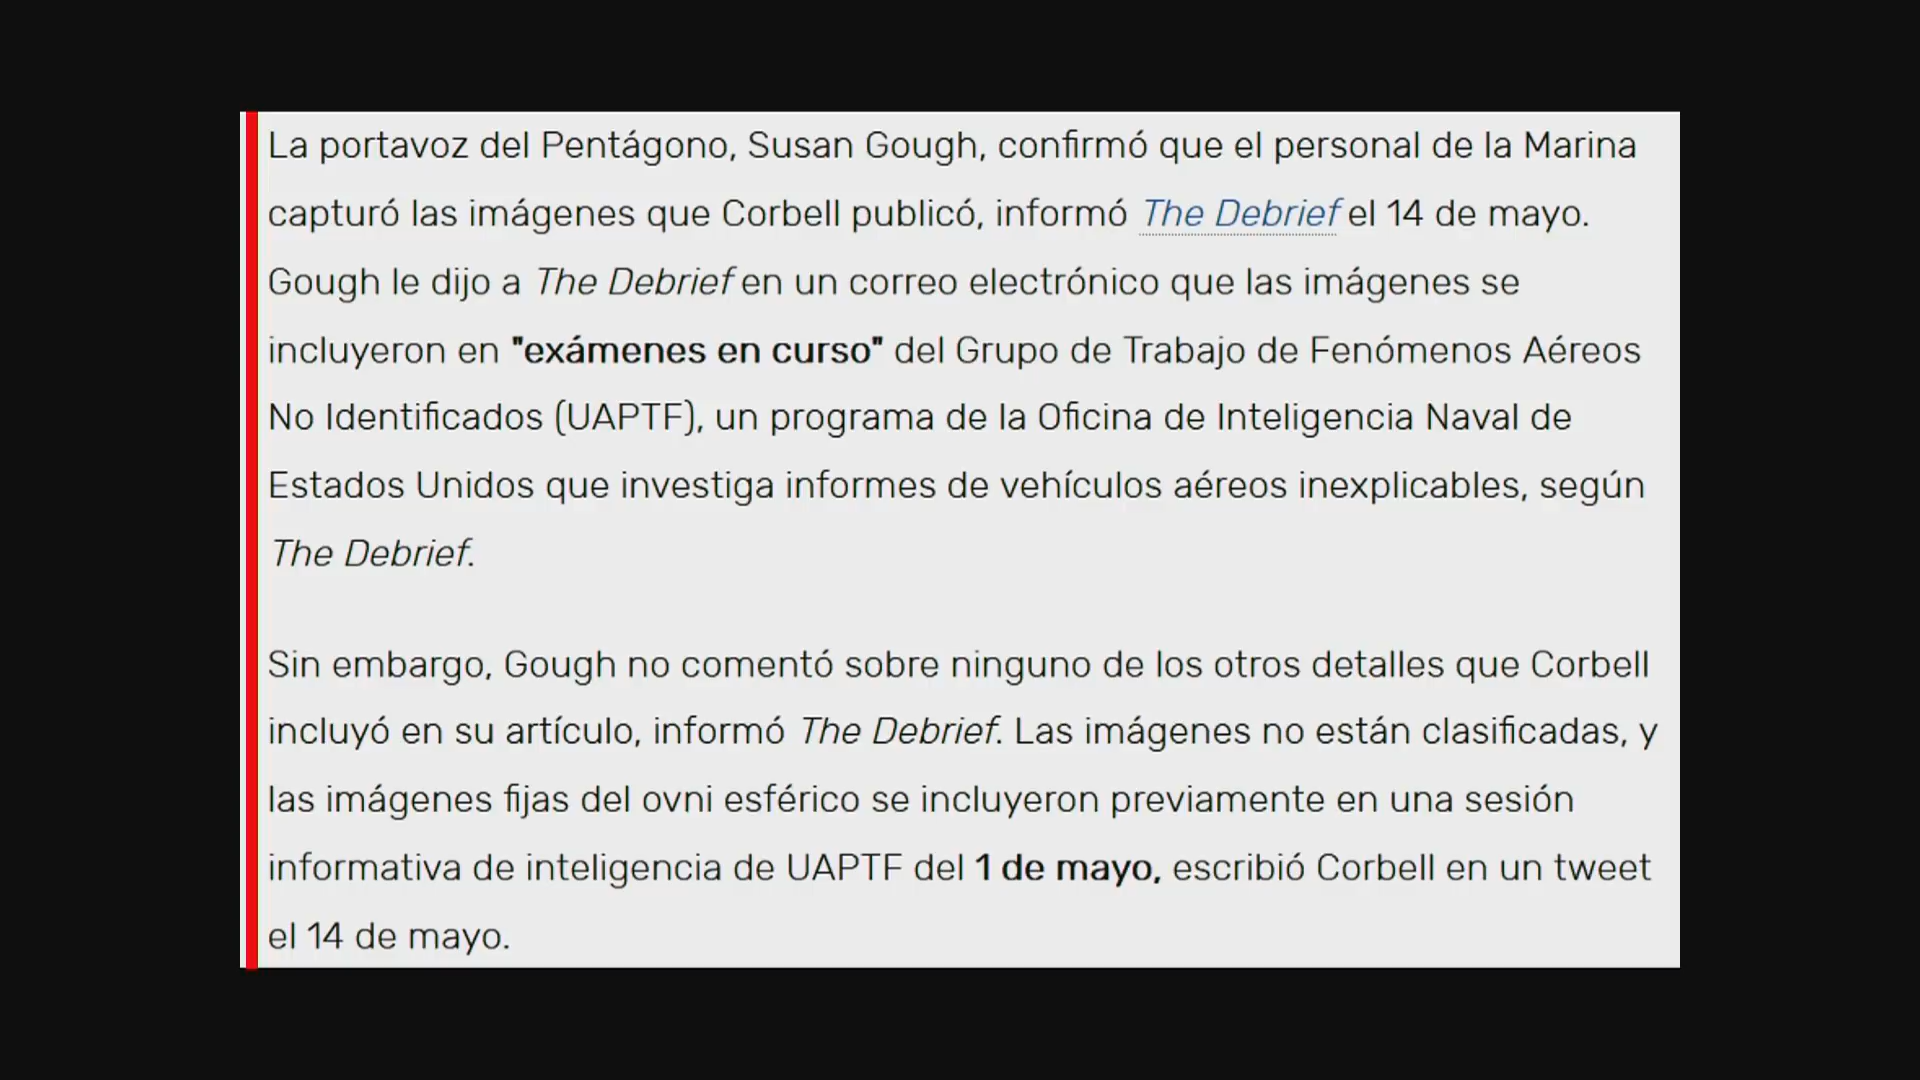 La portavoz del Pentágono, Susan Gough, confirmó que el personal de la Marina
capturó las imágenes que Corbell publicó, informó The Debrief el 14 de mayo.
Gough le dijo a The Debrief en un correo electrónico que las imágenes se
incluyeron en "exámenes en curso" del Grupo de Trabajo de Fenómenos Aéreos
No Identificados (UAPTF), un programa de la Oficina de Inteligencia Naval de
Estados Unidos que investiga informes de vehículos aéreos inexplicables, según
The Debrief.
Sin embargo, Gough no comentó sobre ninguno de los otros detalles que Corbell
incluyó en su artículo, informó The Debrief. Las imágenes no están clasificadas, y
las imágenes fijas del ovni esférico se incluyeron previamente en una sesión
informativa de inteligencia de UAPTF del 1 de mayo, escribió Corbell en un tweet
el 14 de mayo.